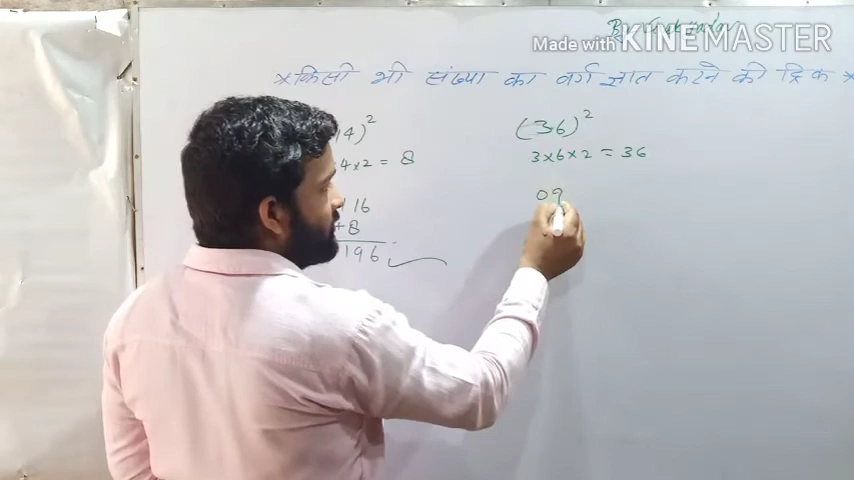 Made with KINEMASTER
*किसी भी संख्या का वर्ग ज्ञात करने की ट्रिक *
14)²
4×2 = 8
+ 16
+8
196
(36)²
3×6×2 = 36
09